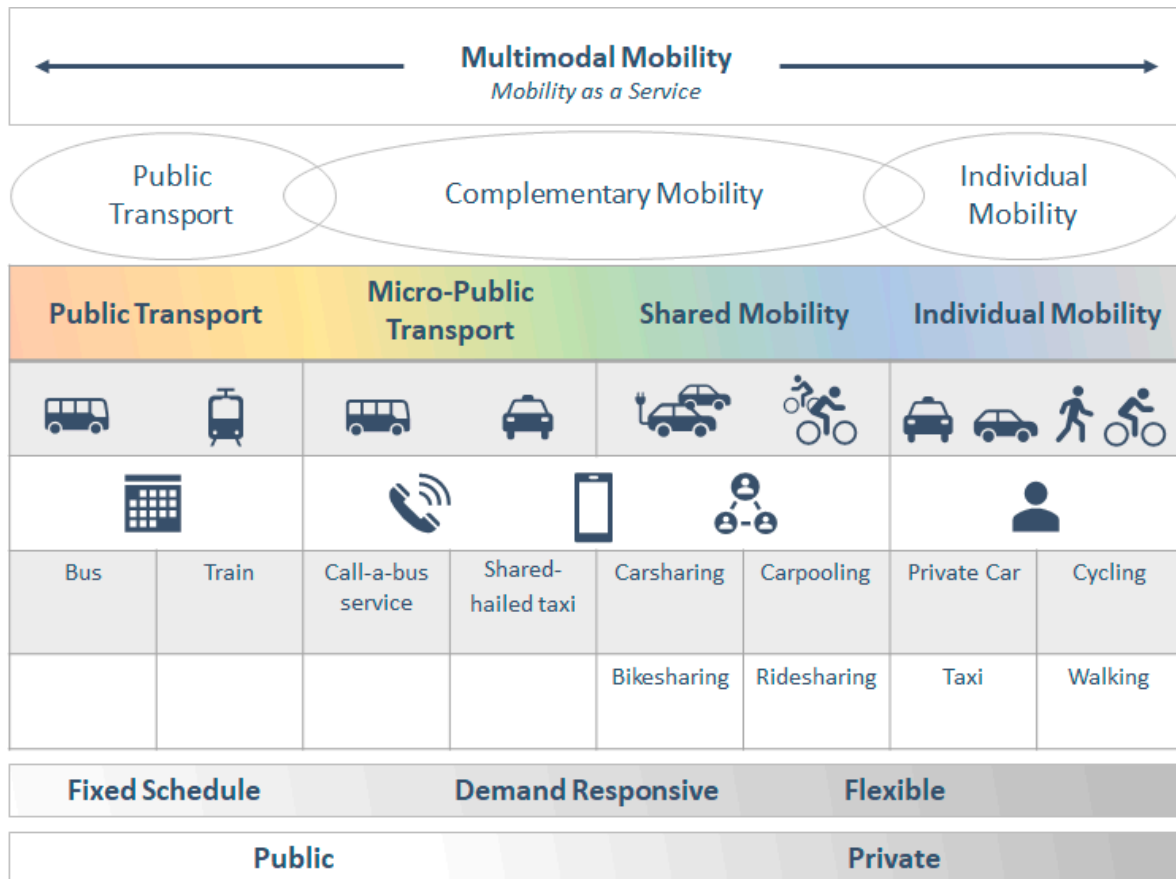 Multimodal Mobility
Mobility as a Service
Public
Transport
Complementary Mobility
Individual
Mobility
Public Transport
Micro-Public
Transport
Shared Mobility
Individual Mobility
Bus
Train
Call-a-bus
service
Shared-
hailed taxi
Carsharing
Carpooling
Private Car
Cycling
Bikesharing
Ridesharing
Taxi
Walking
Fixed Schedule
Demand Responsive
Flexible
Public
Private